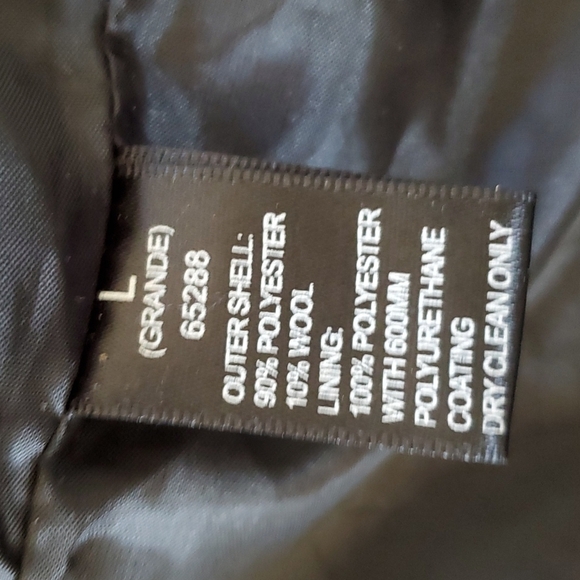 L
(GRANDE)
65288
OUTER SHELL:
90% POLYESTER
10% WOOL
LINING:
100% POLYESTER
WITH 600MM
POLYURETHANE
COATING
DRY CLEAN ONLY